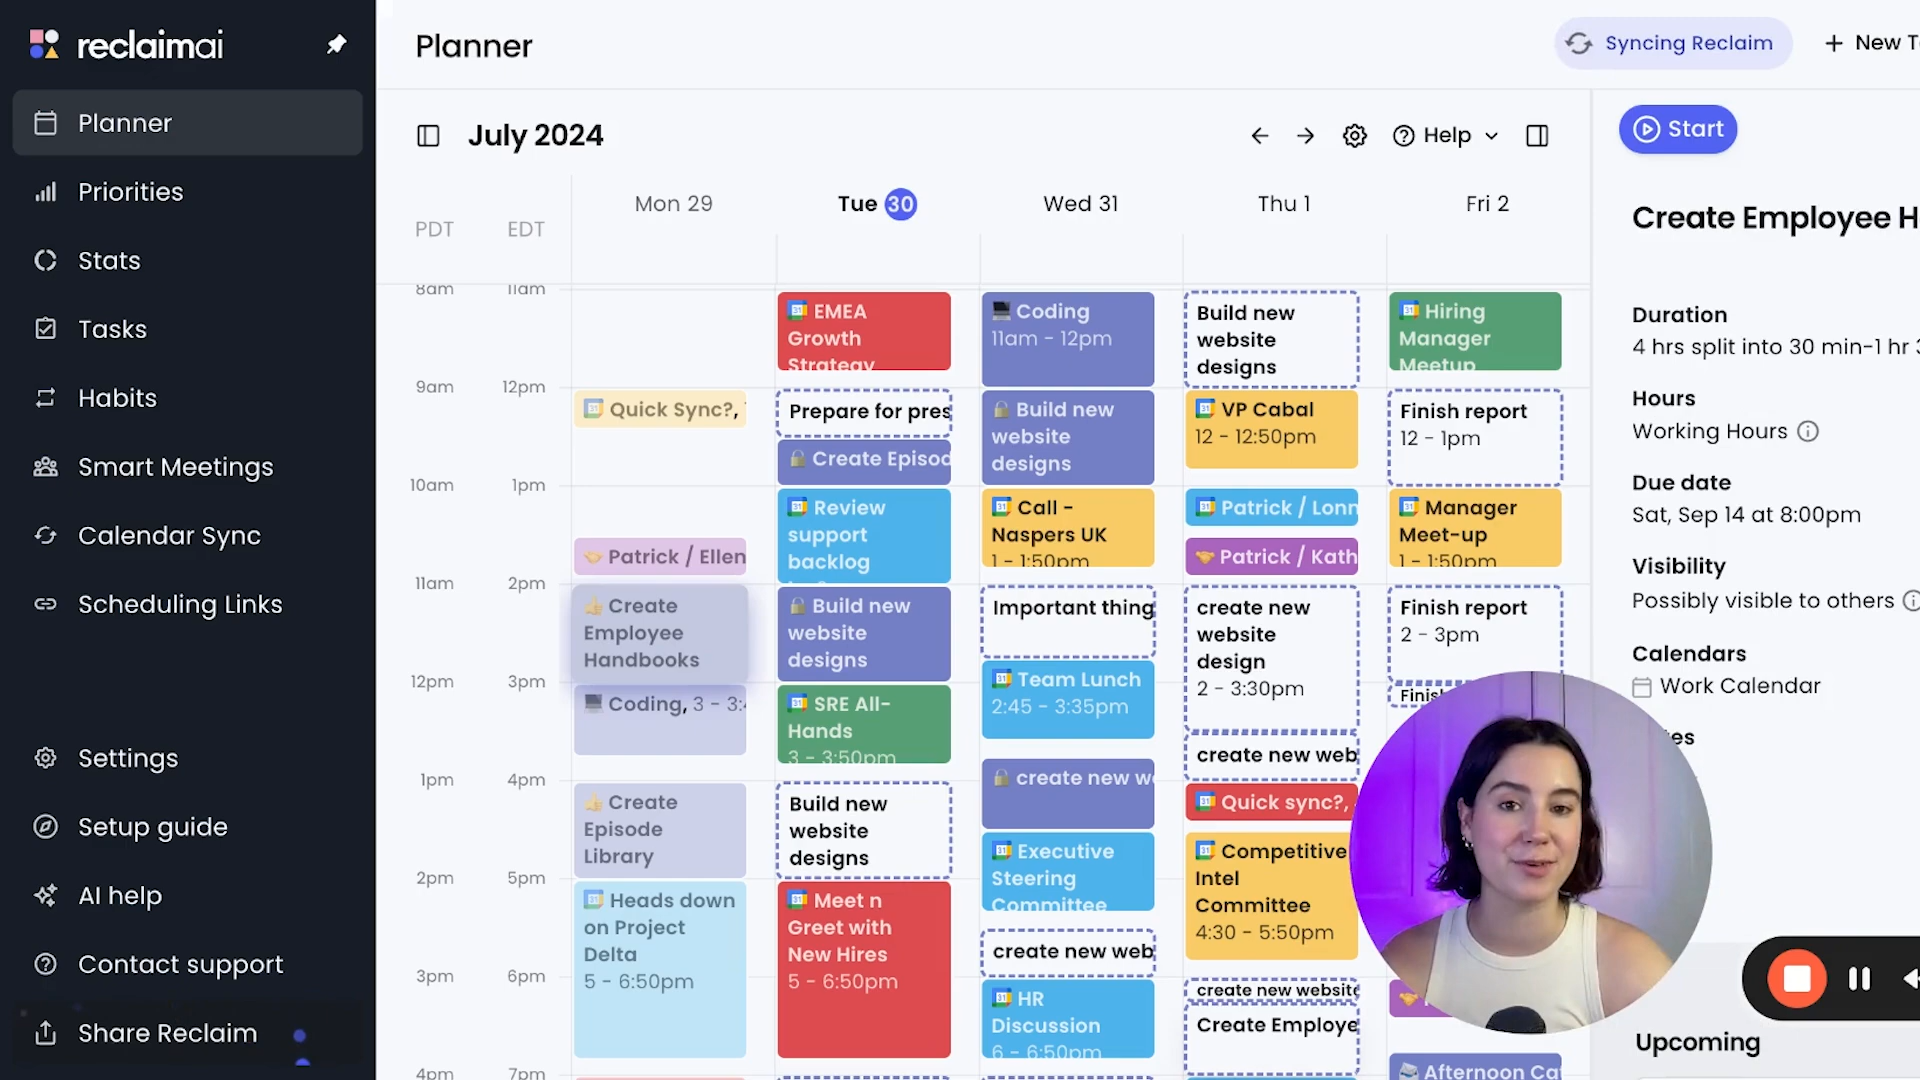 reclaimai
Planner
Priorities
Stats
Tasks
Habits
Smart Meetings
Calendar Sync
Scheduling Links
Settings
Setup guide
AI help
Contact support
Share Reclaim
Planner
Syncing Reclaim
+ New T
July 2024
Help
PDT
EDT
Mon 29
Tue 30
Wed 31
Thu 1
Fri 2
8am 11am
9am 12pm
10am 1pm
11am 2pm
12pm 3pm
1pm 4pm
2pm 5pm
3pm 6pm
4pm 7pm
Quick Sync?,
Patrick / Ellen
Create
Employee
Handbooks
Coding, 3 - 3:4
Create
Episode
Library
Heads down
on Project
Delta
5 - 6:50pm
EMEA
Growth
Strategy
Prepare for pres
Create Episod
Review
support
backlog
Build new
website
designs
SRE All-
Hands
3 - 3:50pm
Build new
website
designs
Meet n
Greet with
New Hires
5 - 6:50pm
Coding
11am - 12pm
Build new
website
designs
Call -
Naspers UK
1 - 1:50pm
Important thing
Team Lunch
2:45 - 3:35pm
create new we
Executive
Steering
Committee
create new web
HR
Discussion
6 - 6:50pm
Build new
website
designs
VP Cabal
12 - 12:50pm
Patrick / Lonn
Patrick / Kath
create new
website
design
2 - 3:30pm
create new web
Quick sync?,
Competitive
Intel
Committee
4:30 - 5:50pm
create new website
Create Employe
Hiring
Manager
Meetup
Finish report
12 - 1pm
Manager
Meet-up
1 - 1:50pm
Finish report
2 - 3pm
Finis
Afternoon Ca
Start
Create Employee H
Duration
4 hrs split into 30 min-1 hr 3
Hours
Working Hours
Due date
Sat, Sep 14 at 8:00pm
Visibility
Possibly visible to others
Calendars
Work Calendar
es
Upcoming